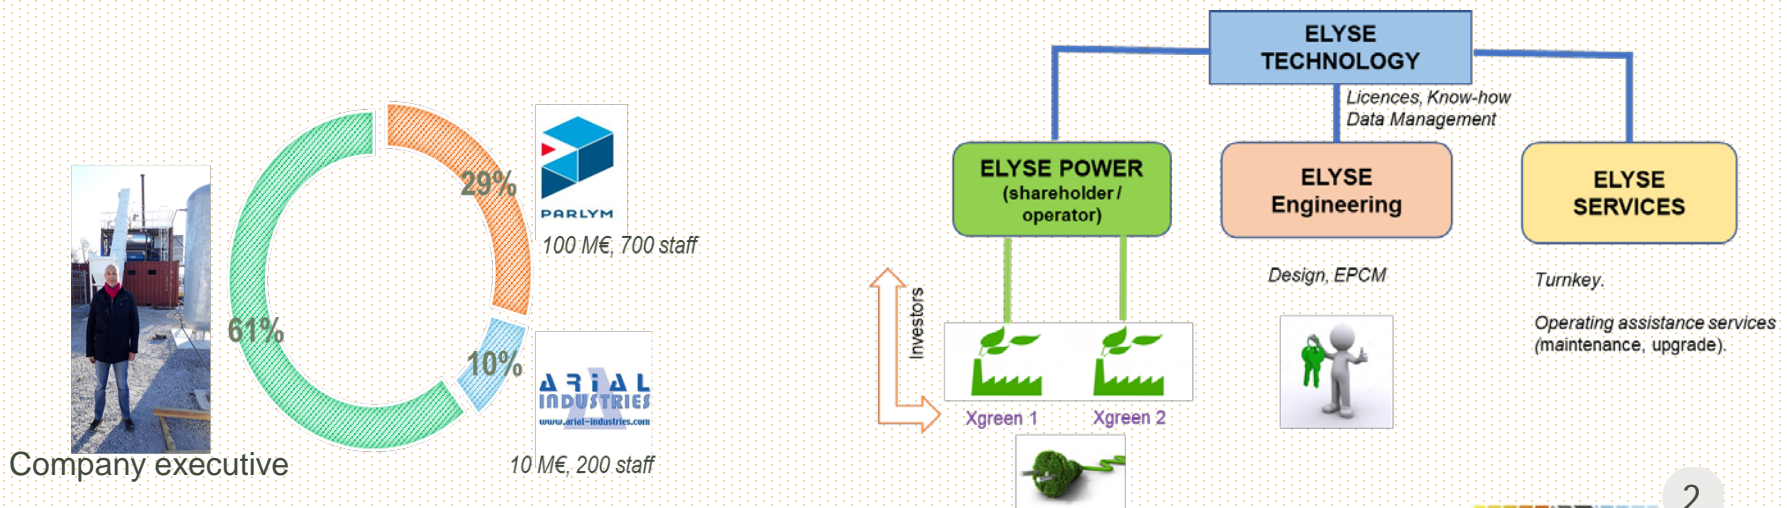 29%
61%
10%
PARLYM
100 M€, 700 staff
ARIAL
INDUSTRIES
www.arial-industries.com
10 M€, 200 staff
Company executive
ELYSE
TECHNOLOGY
Licences, Know-how
Data Management
ELYSE POWER
(shareholder /
operator)
ELYSE
Engineering
ELYSE
SERVICES
Design, EPCM
Turnkey.
Operating assistance services
(maintenance, upgrade).
Investors
Xgreen 1
Xgreen 2
2